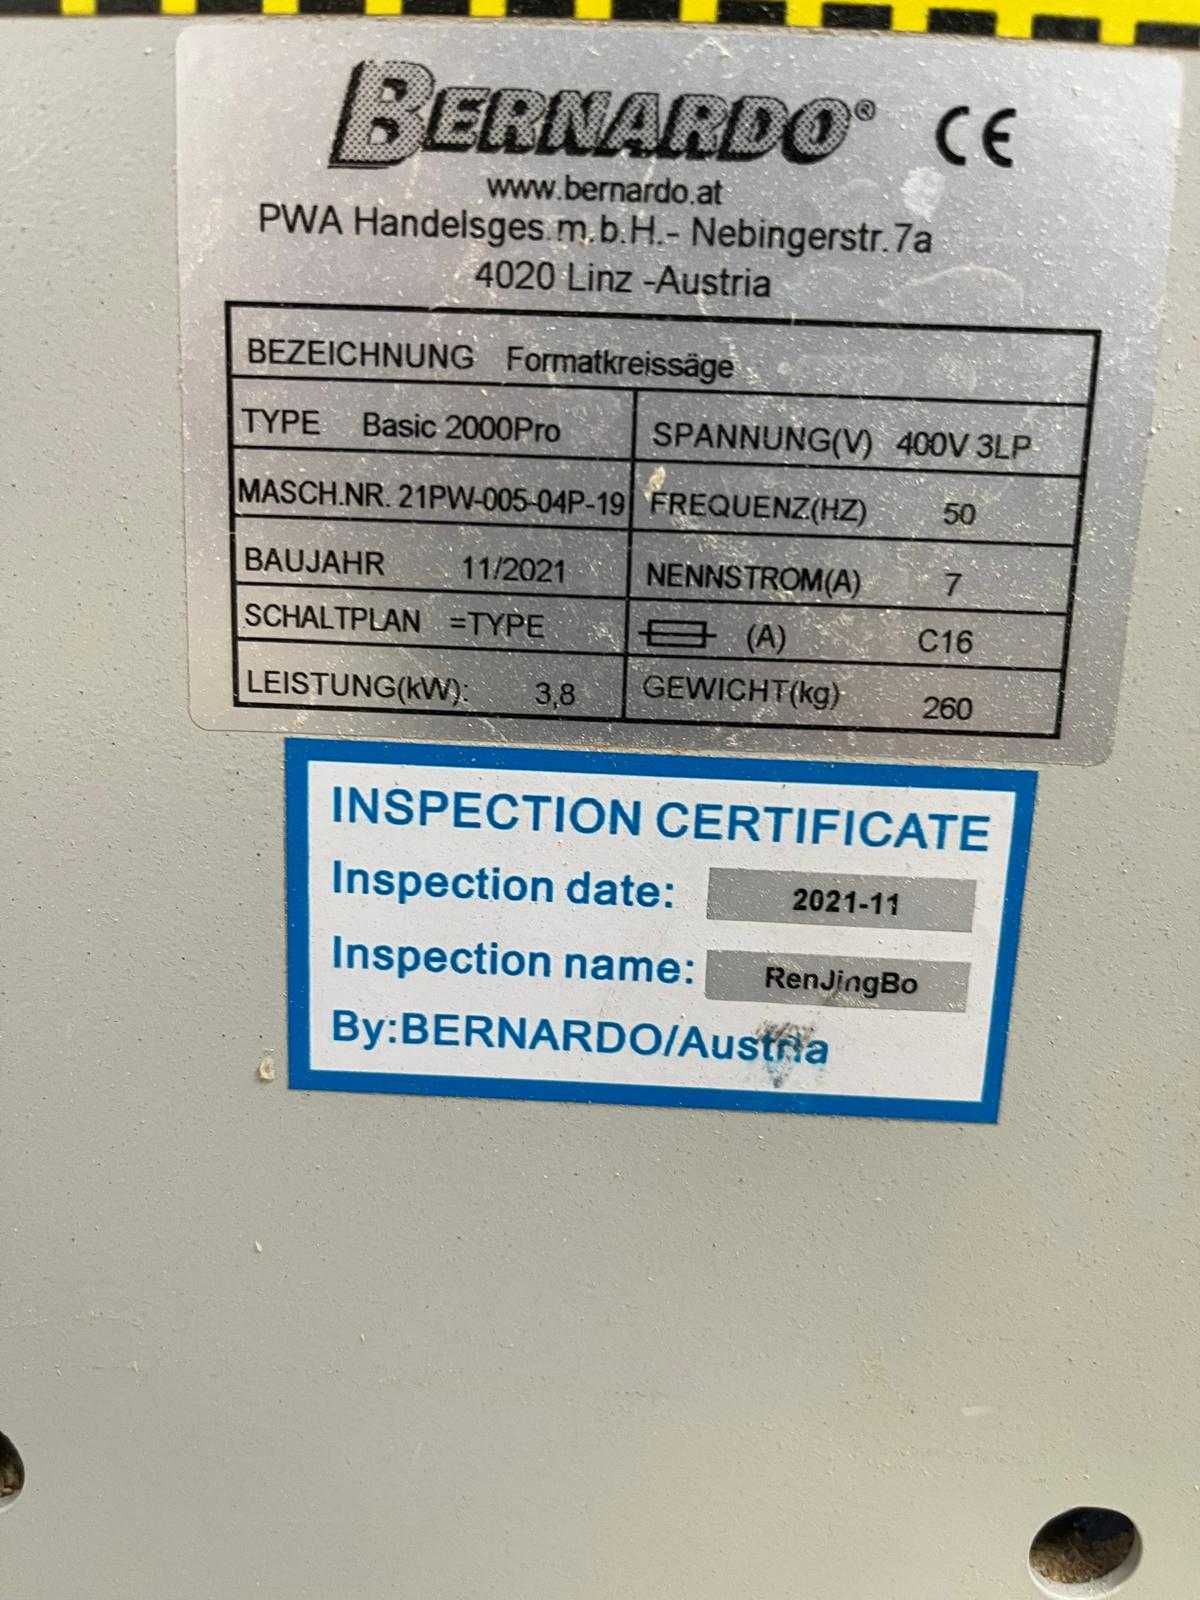 BERNARDO® CE
www.bernardo.at
PWA Handelsges.m.b.H.- Nebingerstr.7a
4020 Linz -Austria
BEZEICHNUNG Formatkreissäge
TYPE Basic 2000Pro SPANNUNG(V) 400V 3LP
MASCH.NR. 21PW-005-04P-19 FREQUENZ(HZ) 50
BAUJAHR 11/2021 NENNSTROM(A) 7
SCHALTPLAN =TYPE (A) C16
LEISTUNG(kW): 3,8 GEWICHT(kg) 260
INSPECTION CERTIFICATE
Inspection date: 2021-11
Inspection name: RenJingBo
By:BERNARDO/Austria